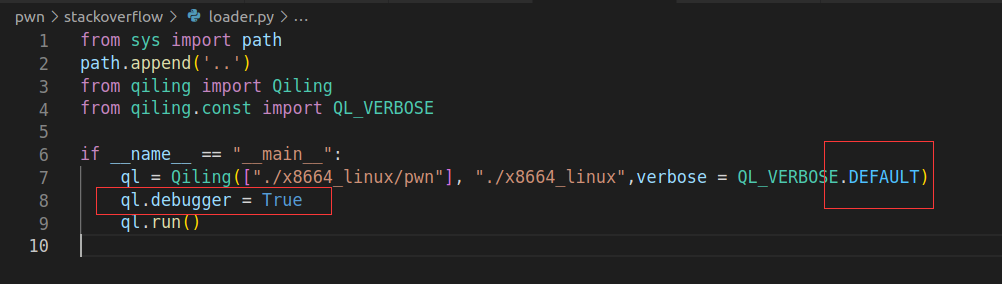 pwn > stackoverflow > loader.py > ...
1 from sys import path
2 path.append('..')
3 from qiling import Qiling
4 from qiling.const import QL_VERBOSE
5
6 if __name__ == "__main__":
7 ql = Qiling(["./x8664_linux/pwn"], "./x8664_linux",verbose = QL_VERBOSE.DEFAULT)
8 ql.debugger = True
9 ql.run()
10